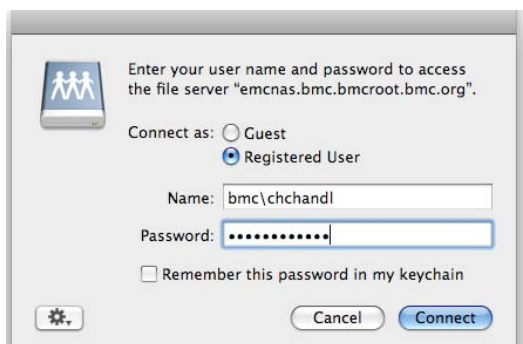 Enter your user name and password to access
the file server “emcnas.bmc.bmcroot.bmc.org”.
Connect as: Guest
Registered User
Name: bmc\chchandl
Password: ••••••••••••
Remember this password in my keychain
Cancel Connect